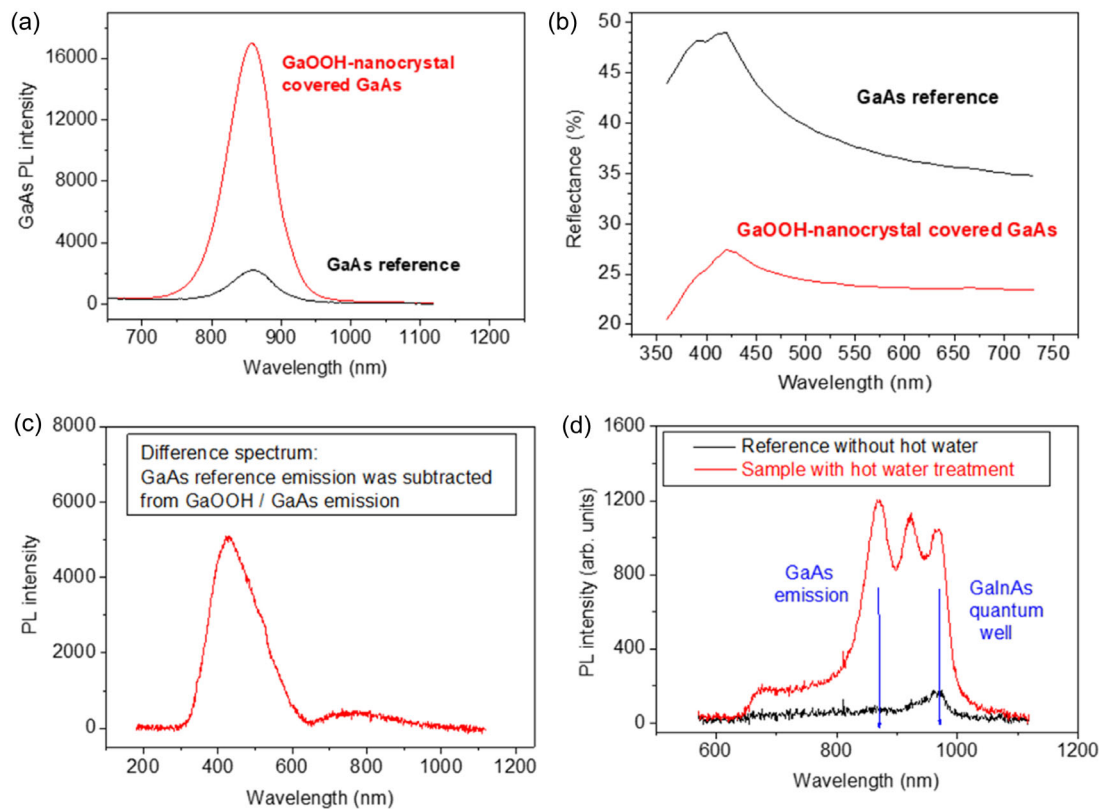 (a)
16000
12000
8000
4000
0
GaAs PL intensity
GaOOH-nanocrystal
covered GaAs
GaAs reference
700 800 900 1000 1100 1200
Wavelength (nm)
(b)
50
45
40
35
30
25
20
Reflectance (%)
GaAs reference
GaOOH-nanocrystal covered GaAs
350 400 450 500 550 600 650 700 750
Wavelength (nm)
(c)
8000
6000
4000
2000
0
PL intensity
Difference spectrum:
GaAs reference emission was subtracted
from GaOOH / GaAs emission
200 400 600 800 1000 1200
Wavelength (nm)
(d)
1600
1200
800
400
0
PL intensity (arb. units)
Reference without hot water
Sample with hot water treatment
GaAs
emission
GaInAs
quantum
well
600 800 1000 1200
Wavelength (nm)